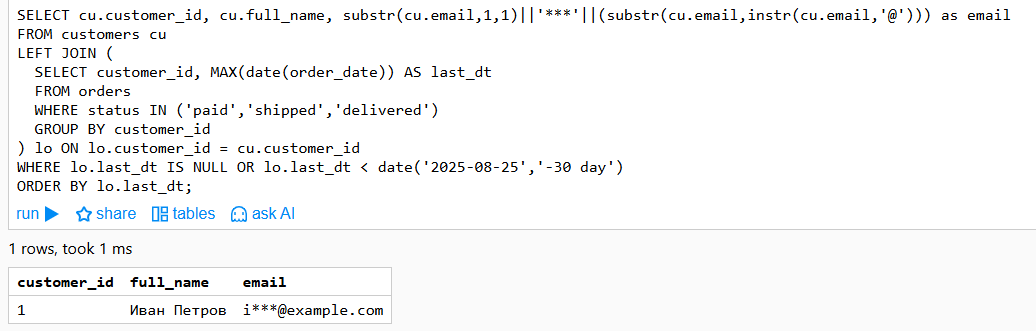 SELECT cu.customer_id, cu.full_name, substr(cu.email,1,1)||'***'||(substr(cu.email,instr(cu.email,'@'))) as email
FROM customers cu
LEFT JOIN (
  SELECT customer_id, MAX(date(order_date)) AS last_dt
  FROM orders
  WHERE status IN ('paid','shipped','delivered')
  GROUP BY customer_id
) lo ON lo.customer_id = cu.customer_id
WHERE lo.last_dt IS NULL OR lo.last_dt < date('2025-08-25','-30 day')
ORDER BY lo.last_dt;
run share tables ask AI
1 rows, took 1 ms
customer_id full_name email
1 Иван Петров i***@example.com